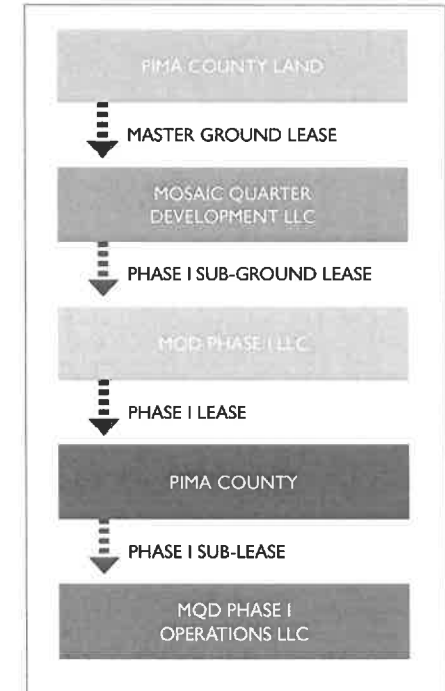 PIMA COUNTY LAND
MASTER GROUND LEASE
MOSAIC QUARTER
DEVELOPMENT LLC
PHASE I SUB-GROUND LEASE
MQD PHASE I LLC
PHASE I LEASE
PIMA COUNTY
PHASE I SUB-LEASE
MQD PHASE I
OPERATIONS LLC